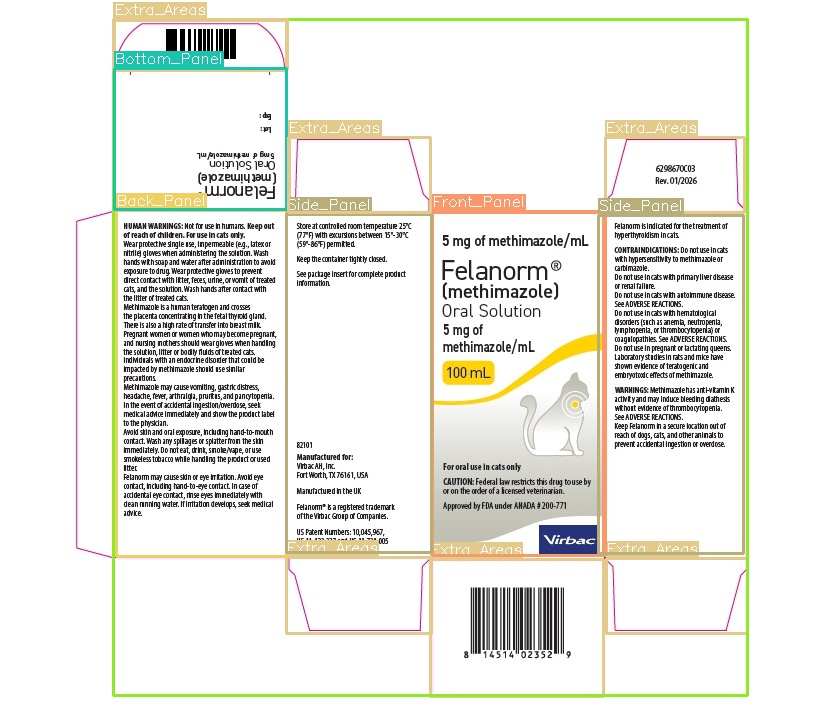 Extra_Areas
Bottom_Panel
Exp:
Lot:
5 mg of methimazole/mL
Oral Solution
(methimazole)
Felanorm
Back_Panel
HUMAN WARNINGS: Not for use in humans. Keep out
of reach of children. For use in cats only.
Wear protective single use, impermeable (e.g., latex or
nitrile) gloves when administering the solution. Wash
hands with soap and water after administration to avoid
exposure to drug. Wear protective gloves to prevent
direct contact with litter, feces, urine, or vomit of treated
cats, and the solution. Wash hands after contact with
the litter of treated cats.
Methimazole is a human teratogen and crosses
the placenta concentrating in the fetal thyroid gland.
There is also a high rate of transfer into breast milk.
Pregnant women or women who may become pregnant,
and nursing mothers should wear gloves when handling
the solution, litter or bodily fluids of treated cats.
Individuals with an endocrine disorder that could be
impacted by methimazole should use similar
precautions.
Methimazole may cause vomiting, gastric distress,
headache, fever, arthralgia, pruritus, and pancytopenia.
In the event of accidental ingestion/overdose, seek
medical advice immediately and show the product label
to the physician.
Avoid skin and oral exposure, including hand-to-mouth
contact. Wash any spillages or splatter from the skin
immediately. Do not eat, drink, smoke/vape, or use
smokeless tobacco while handling the product or used
litter.
Felanorm may cause skin or eye irritation. Avoid eye
contact, including hand-to-eye contact. In case of
accidental eye contact, rinse eyes immediately with
clean running water. If irritation develops, seek medical
advice.
Extra_Areas
Side_Panel
Store at controlled room temperature 25°C
(77°F) with excursions between 15°-30°C
(59°-86°F) permitted.
Keep the container tightly closed.
See package insert for complete product
information.
82101
Manufactured for:
Virbac AH, Inc.
Fort Worth, TX 76161, USA
Manufactured in the UK
Felanorm® is a registered trademark
of the Virbac Group of Companies.
US Patent Numbers: 10,045,967,
Extra_Areas
Front_Panel
5 mg of methimazole/mL
Felanorm®
(methimazole)
Oral Solution
5 mg of
methimazole/mL
100 mL
For oral use in cats only
CAUTION: Federal law restricts this drug to use by
or on the order of a licensed veterinarian.
Approved by FDA under ANADA # 200-771
Virbac
Extra_Areas
8 14514 02352 9
Extra_Areas
6298670C03
Rev. 01/2026
Side_Panel
Felanorm is indicated for the treatment of
hyperthyroidism in cats.
CONTRAINDICATIONS: Do not use in cats
with hypersensitivity to methimazole or
carbimazole.
Do not use in cats with primary liver disease
or renal failure.
Do not use in cats with autoimmune disease.
See ADVERSE REACTIONS.
Do not use in cats with hematological
disorders (such as anemia, neutropenia,
lymphopenia, or thrombocytopenia) or
coagulopathies. See ADVERSE REACTIONS.
Do not use in pregnant or lactating queens.
Laboratory studies in rats and mice have
shown evidence of teratogenic and
embryotoxic effects of methimazole.
WARNINGS: Methimazole has anti-vitamin K
activity and may induce bleeding diathesis
without evidence of thrombocytopenia.
See ADVERSE REACTIONS.
Keep Felanorm in a secure location out of
reach of dogs, cats, and other animals to
prevent accidental ingestion or overdose.
Extra_Areas